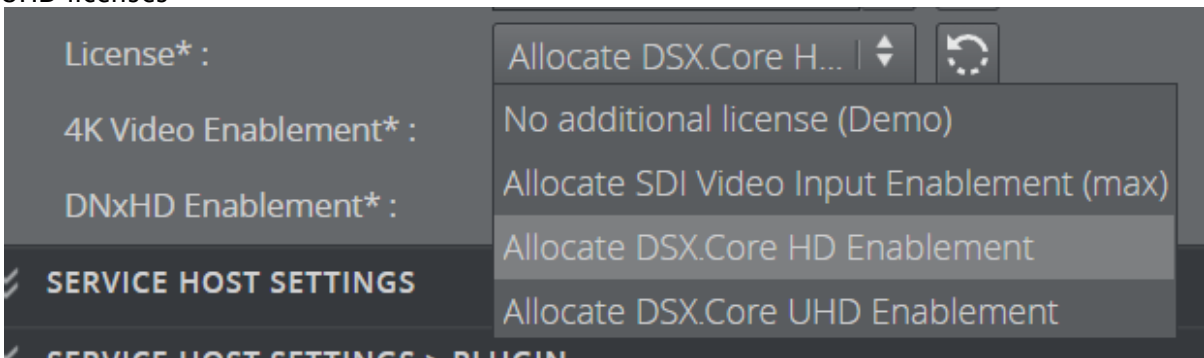 UHD licenses
License* :
Allocate DSX.Core H...
No additional license (Demo)
4K Video Enablement* :
Allocate SDI Video Input Enablement (max)
DNxHD Enablement* :
Allocate DSX.Core HD Enablement
SERVICE HOST SETTINGS
Allocate DSX.Core UHD Enablement
SERVICE HOST SETTINGS > PLUGIN